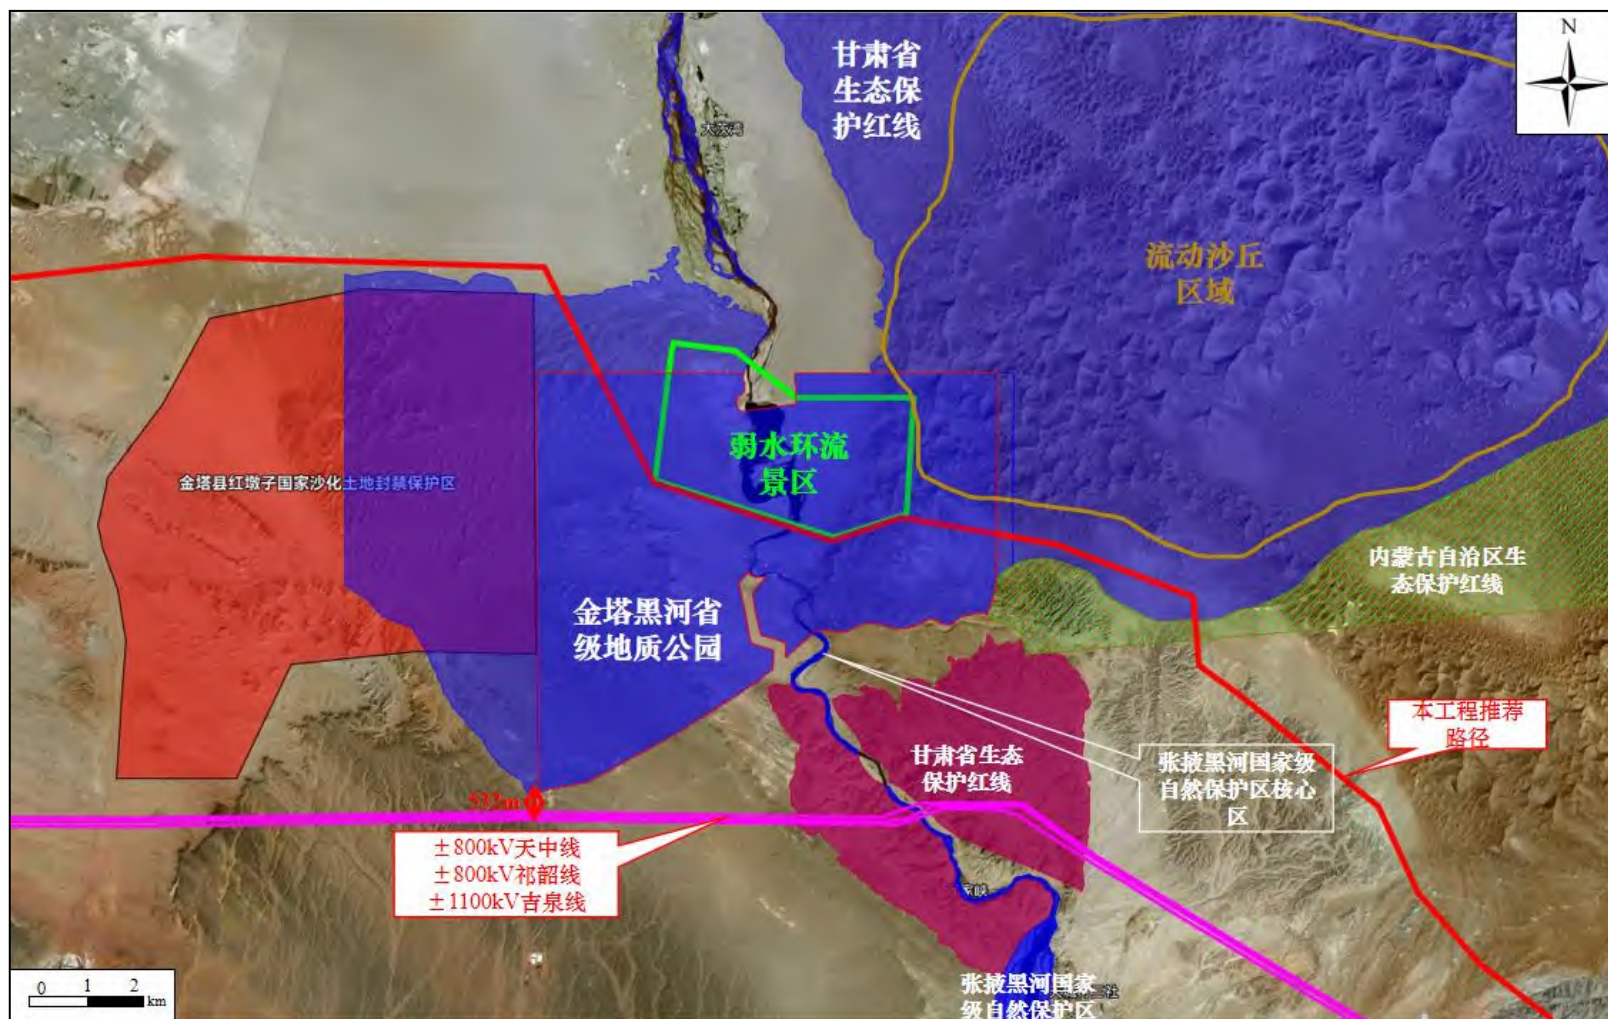 甘肃省
生态保
护红线
N
大茨湾
流动沙丘
区域
弱水环流
景区
金塔县红墩子国家沙化土地封禁保护区
内蒙古自治区生
态保护红线
金塔黑河省
级地质公园
本工程推荐
路径
甘肃省生态
保护红线
张掖黑河国家级
自然保护区核心
区
532m
±800kV天中线
±800kV祁韶线
±1100kV吉泉线
张掖黑河国家
级自然保护区
0 1 2
km